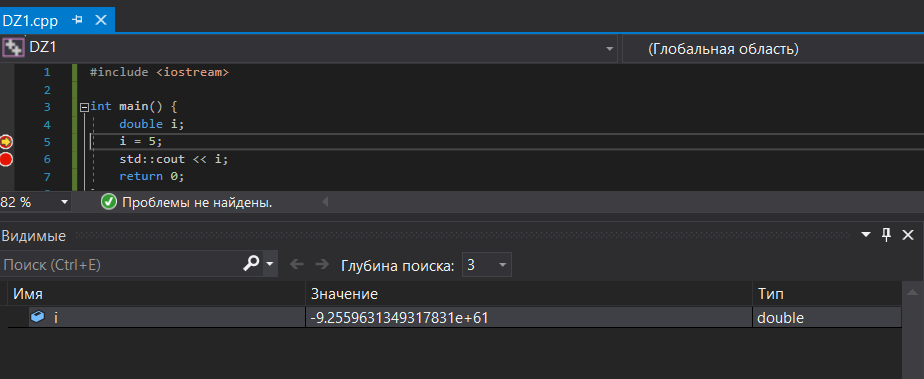 DZ1.cpp
DZ1 (Глобальная область)
1 #include <iostream>
2
3 int main() {
4 double i;
5 i = 5;
6 std::cout << i;
7 return 0;
82 % Проблемы не найдены.
Видимые
Поиск (Ctrl+E) Глубина поиска: 3
Имя Значение Тип
i -9.2559631349317831e+61 double